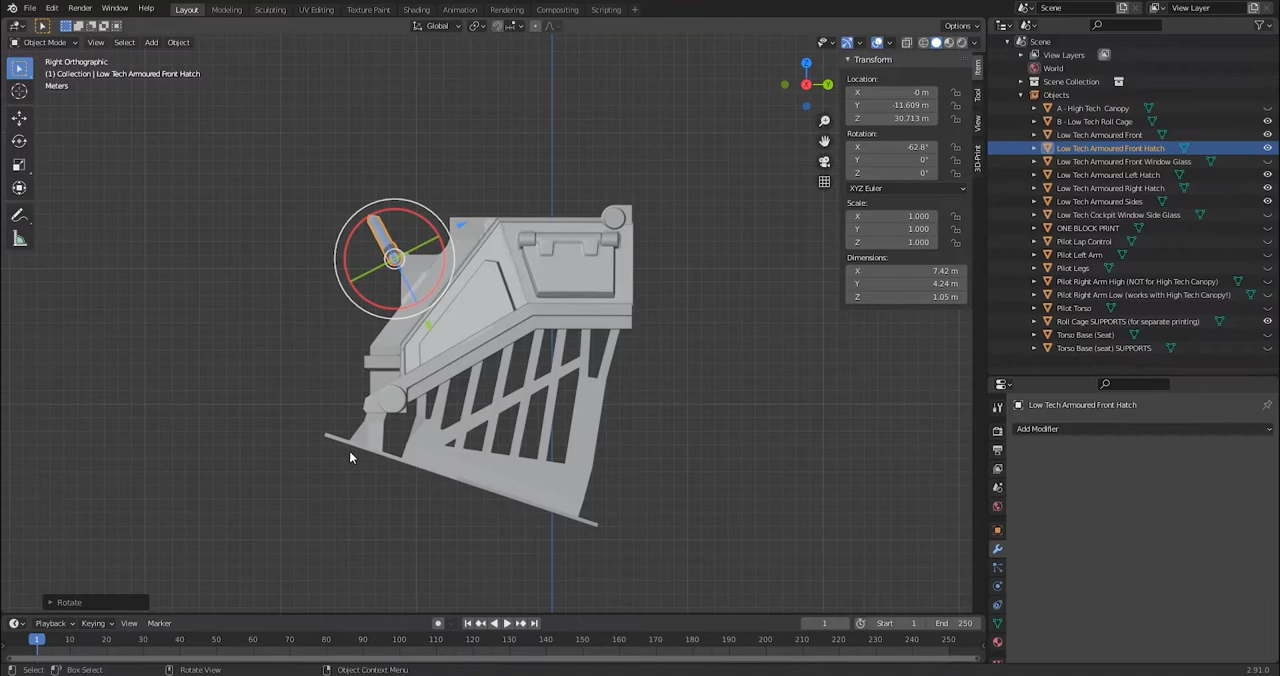 File Edit Render Window Help Layout Modeling Sculpting UV Editing Texture Paint Shading Animation Rendering Compositing Scripting + Scene View Layer
Global Options
Object Mode View Select Add Object
Right Orthographic
(1) Collection | Low Tech Armoured Front Hatch
Meters
Z
X
Y
Transform
Location:
X -0 m
Y -11.609 m
Z 30.713 m
Rotation:
X -62.8°
Y 0°
Z 0°
XYZ Euler
Scale:
X 1.000
Y 1.000
Z 1.000
Dimensions:
X 7.42 m
Y 4.24 m
Z 1.05 m
Item
Tool
View
3D-Print
Scene
View Layers
World
Scene Collection
Objects
A - High Tech Canopy
B - Low Tech Roll Cage
Low Tech Armoured Front
Low Tech Armoured Front Hatch
Low Tech Armoured Front Window Glass
Low Tech Armoured Left Hatch
Low Tech Armoured Right Hatch
Low Tech Armoured Sides
Low Tech Cockpit Window Side Glass
ONE BLOCK PRINT
Pilot Lap Control
Pilot Left Arm
Pilot Legs
Pilot Right Arm High (NOT for High Tech Canopy)
Pilot Right Arm Low (works with High Tech Canopy!)
Pilot Torso
Roll Cage SUPPORTS (for separate printing)
Torso Base (Seat)
Torso Base (seat) SUPPORTS
Low Tech Armoured Front Hatch
Add Modifier
Rotate
Playback Keying View Marker 1 Start 1 End 250
1 10 20 30 40 50 60 70 80 90 100 110 120 130 140 150 160 170 180 190 200 210 220 230 240 250
Select Box Select Rotate View Object Context Menu 2.91.0